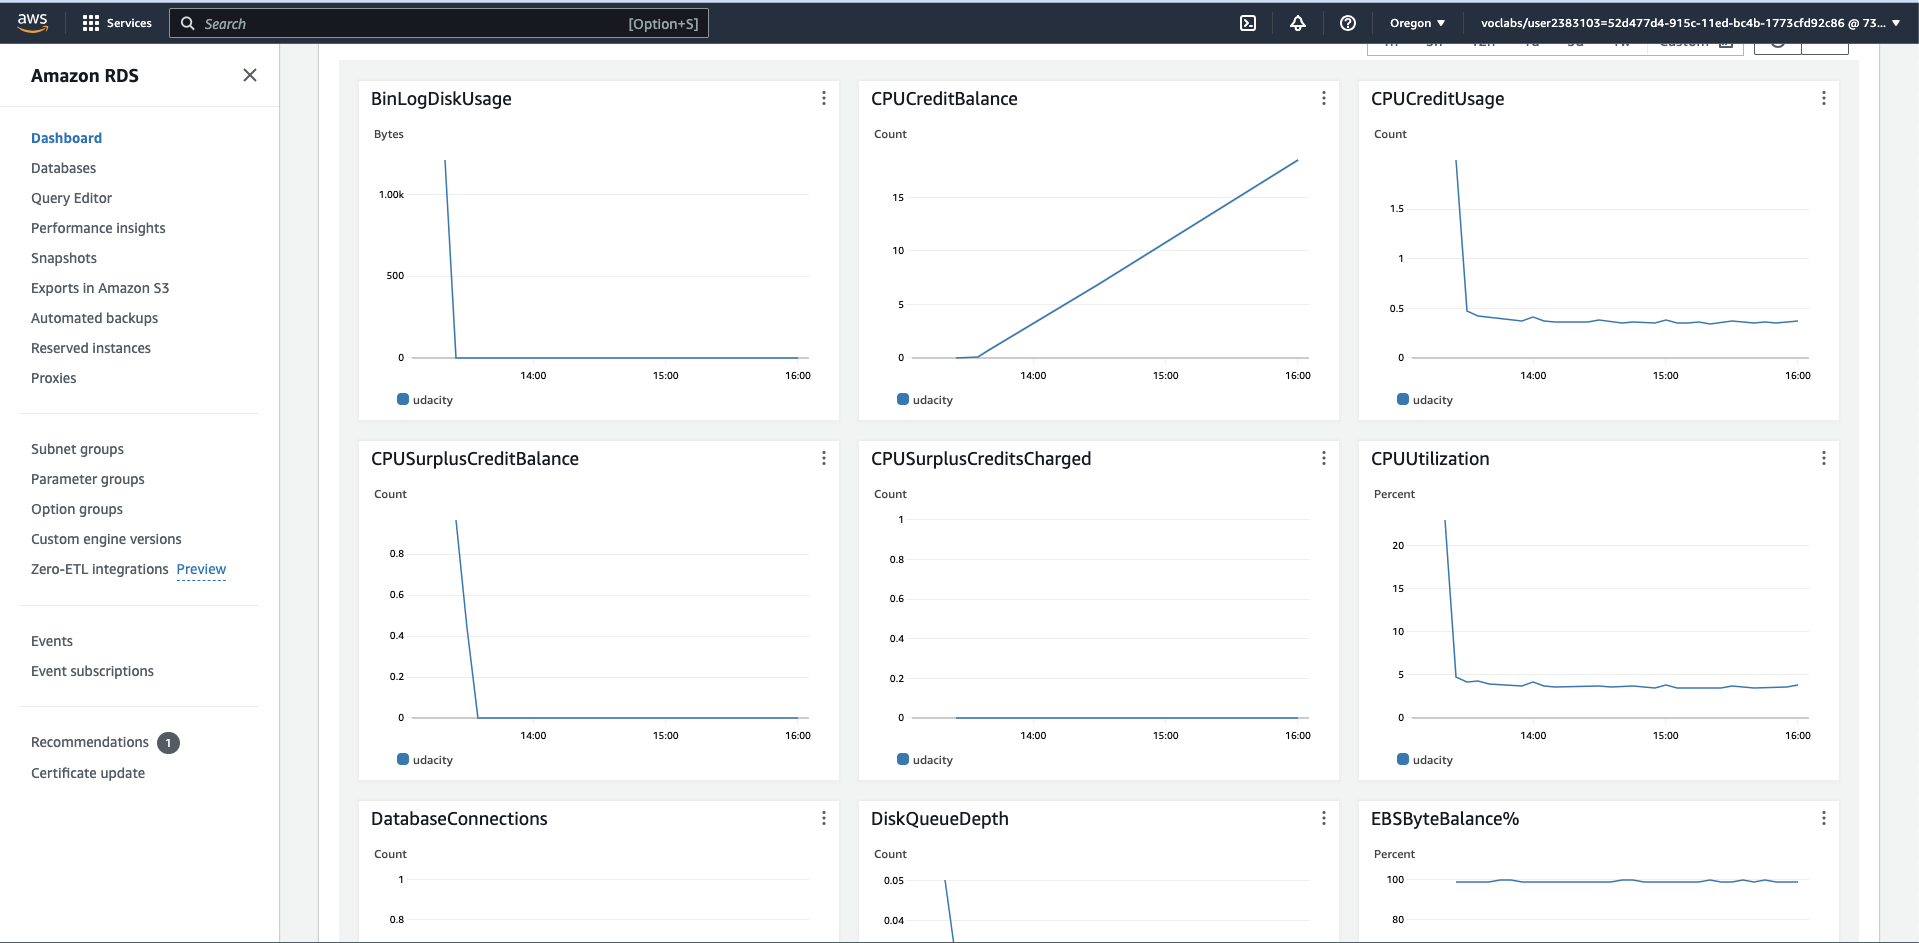 aws Services Search [Option+S] Oregon ▼ voclabs/user2383103=52d477d4-915c-11ed-bc4b-1773cfd92c86 @ 73... ▼
Amazon RDS
Dashboard
Databases
Query Editor
Performance insights
Snapshots
Exports in Amazon S3
Automated backups
Reserved instances
Proxies
Subnet groups
Parameter groups
Option groups
Custom engine versions
Zero-ETL integrations Preview
Events
Event subscriptions
Recommendations 1
Certificate update
BinLogDiskUsage
Bytes
1.00k
500
0
14:00 15:00 16:00
udacity
CPUCreditBalance
Count
15
10
5
0
14:00 15:00 16:00
udacity
CPUCreditUsage
Count
1.5
1
0.5
0
14:00 15:00 16:00
udacity
CPUSurplusCreditBalance
Count
0.8
0.6
0.4
0.2
0
14:00 15:00 16:00
udacity
CPUSurplusCreditsCharged
Count
1
0.8
0.6
0.4
0.2
0
14:00 15:00 16:00
udacity
CPUUtilization
Percent
20
15
10
5
0
14:00 15:00 16:00
udacity
DatabaseConnections
Count
1
0.8
DiskQueueDepth
Count
0.05
0.04
EBSByteBalance%
Percent
100
80